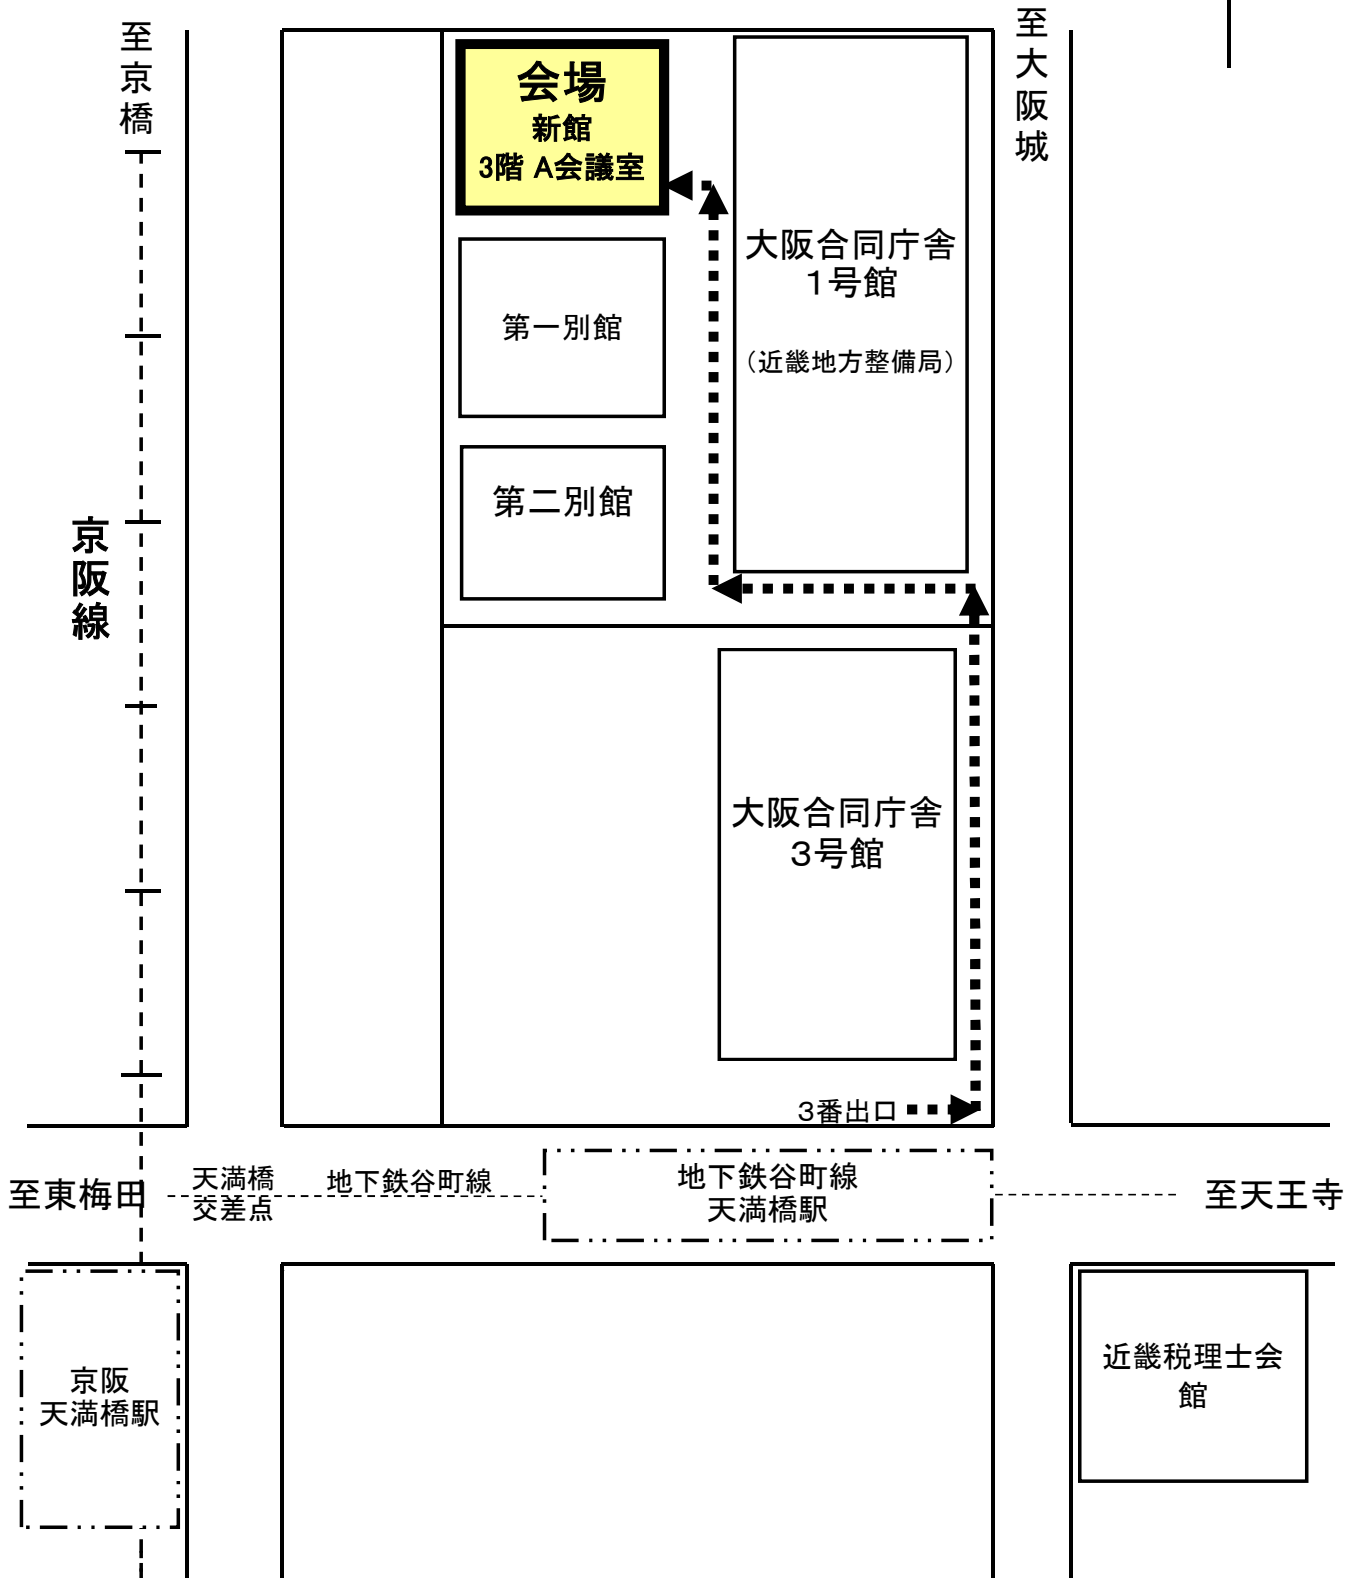 至京橋
会場
新館
3階 A会議室
至大阪城
大阪合同庁舎
1号館
（近畿地方整備局）
第一別館
第二別館
京阪線
大阪合同庁舎
3号館
3番出口
至東梅田
天満橋
交差点
地下鉄谷町線
地下鉄谷町線
天満橋駅
至天王寺
京阪
天満橋駅
近畿税理士会
館